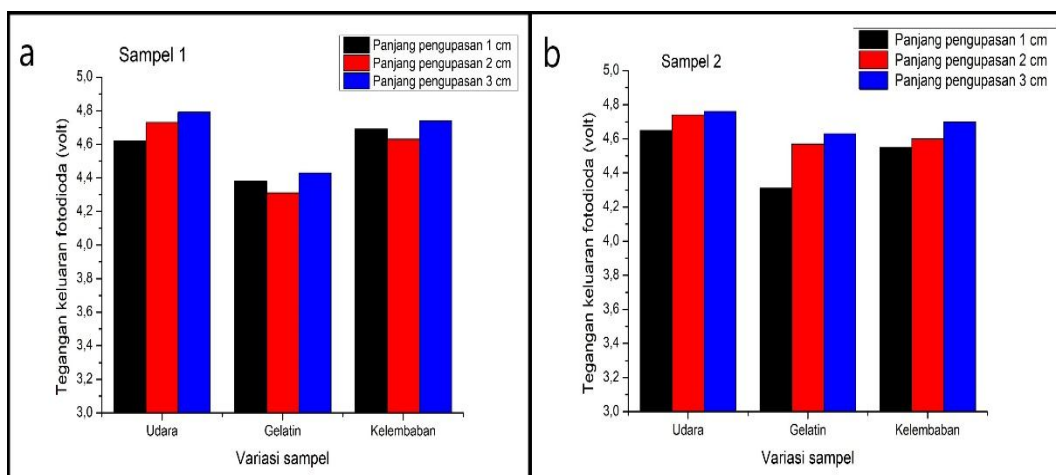 a
Sampel 1
Panjang pengupasan 1 cm
Panjang pengupasan 2 cm
Panjang pengupasan 3 cm
Tegangan keluaran fotodioda (volt)
5,0
4,8
4,6
4,4
4,2
4,0
3,8
3,6
3,4
3,2
3,0
Udara Gelatin Kelembaban
Variasi sampel
b
Sampel 2
Panjang pengupasan 1 cm
Panjang pengupasan 2 cm
Panjang pengupasan 3 cm
Tegangan keluaran fotodioda (volt)
5,0
4,8
4,6
4,4
4,2
4,0
3,8
3,6
3,4
3,2
3,0
Udara Gelatin Kelembaban
Variasi sampel